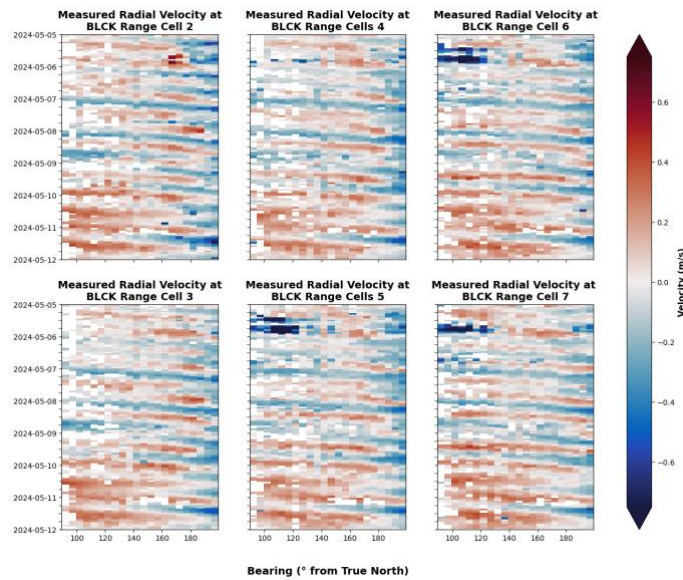 Measured Radial Velocity at
BLCK Range Cell 2
Measured Radial Velocity at
BLCK Range Cells 4
Measured Radial Velocity at
BLCK Range Cell 6
2024-05-05
2024-05-06
2024-05-07
2024-05-08
2024-05-09
2024-05-10
2024-05-11
2024-05-12
Measured Radial Velocity at
BLCK Range Cell 3
Measured Radial Velocity at
BLCK Range Cells 5
Measured Radial Velocity at
BLCK Range Cell 7
2024-05-05
2024-05-06
2024-05-07
2024-05-08
2024-05-09
2024-05-10
2024-05-11
2024-05-12
100 120 140 160 180
100 120 140 160 180
100 120 140 160 180
Bearing (° from True North)
0.6
0.4
0.2
0.0
−0.2
−0.4
−0.6
Velocity (m/s)